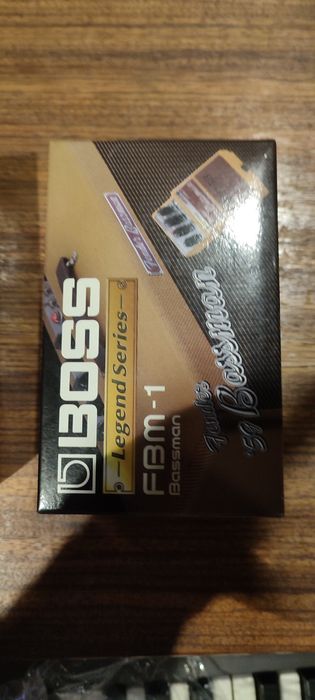 BOSS
Legend Series
FBM-1
Bassman
Fender
'59 Bassman